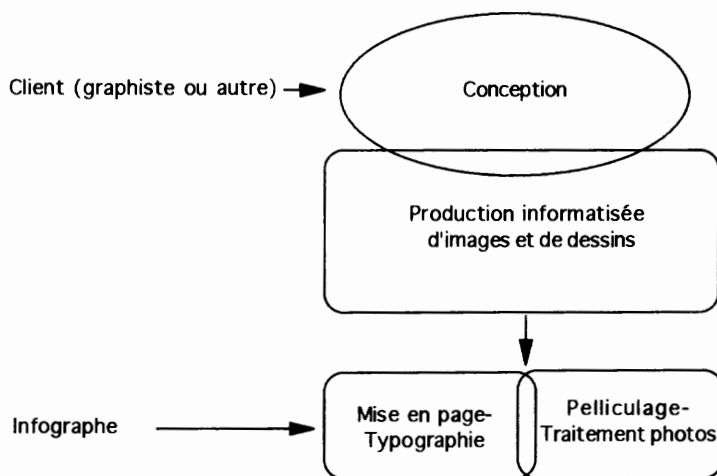 Client (graphiste ou autre)
Conception
Production informatisée
d'images et de dessins
Infographe
Mise en page-
Typographie
Pelliculage-
Traitement photos